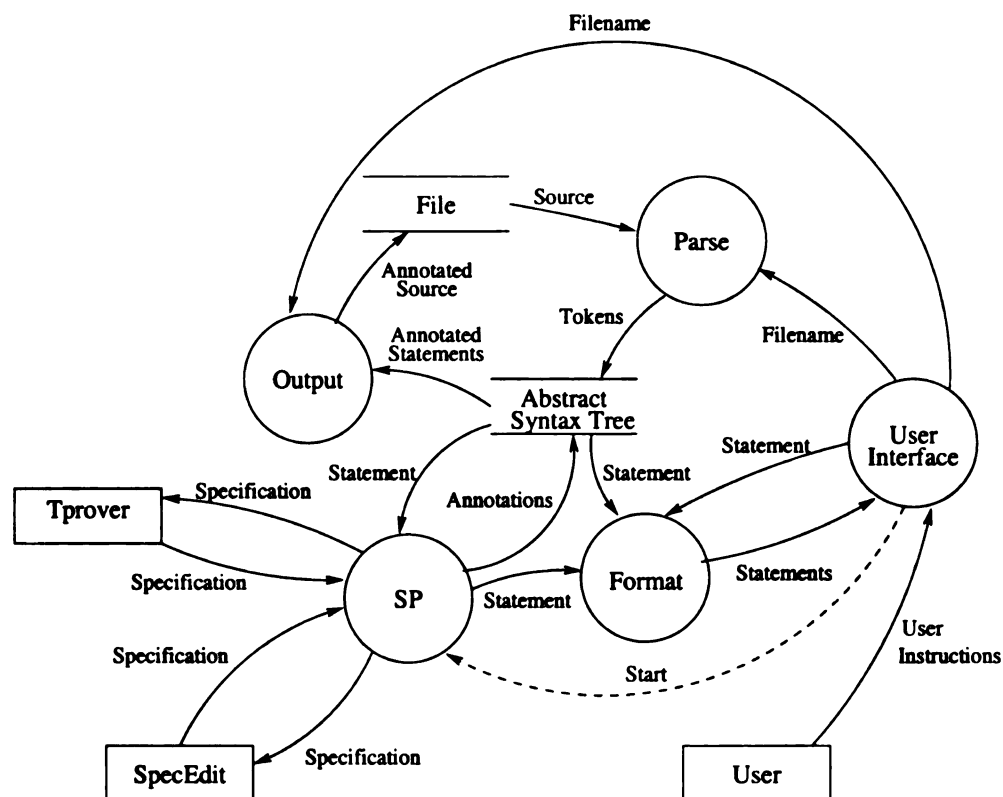 Filename
File
Source
Parse
Annotated
Source
Tokens
Filename
Annotated
Statements
Output
Abstract
Syntax Tree
User
Interface
Statement
Statement
Statement
Specification
Annotations
Tprover
Specification
SP
Statement
Format
Statements
Specification
Start
User
Instructions
Specification
SpecEdit
User